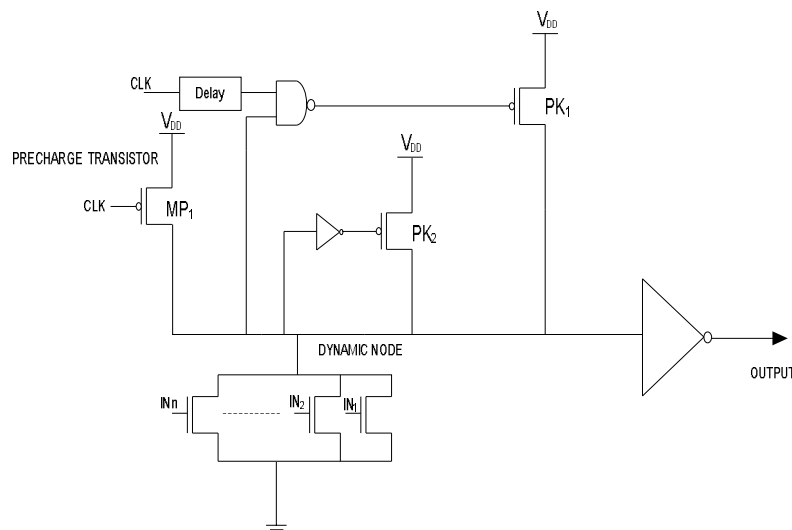 VDD
CLK
Delay
PK1
VDD
VDD
PRECHARGE TRANSISTOR
CLK
MP1
PK2
DYNAMIC NODE
OUTPUT
INn
IN2
IN1